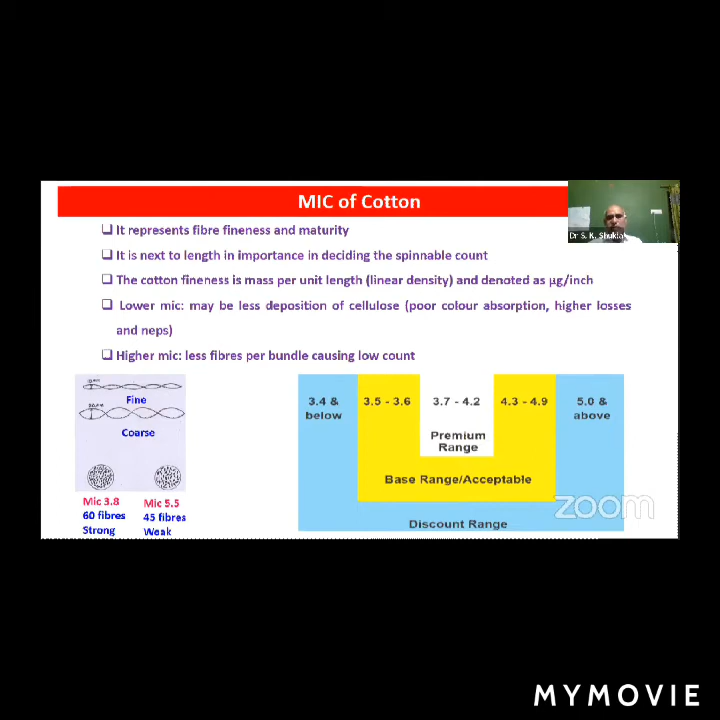 MIC of Cotton
Dr S. K. Shukla
It represents fibre fineness and maturity
It is next to length in importance in deciding the spinnable count
The cotton fineness is mass per unit length (linear density) and denoted as µg/inch
Lower mic: may be less deposition of cellulose (poor colour absorption, higher losses
and neps)
Higher mic: less fibres per bundle causing low count
Fine
Coarse
Mic 3.8
60 fibres
Strong
Mic 5.5
45 fibres
Weak
3.4 &
below
3.5 - 3.6
3.7 - 4.2
4.3 - 4.9
5.0 &
above
Premium
Range
Base Range/Acceptable
Discount Range
zoom
MYMOVIE